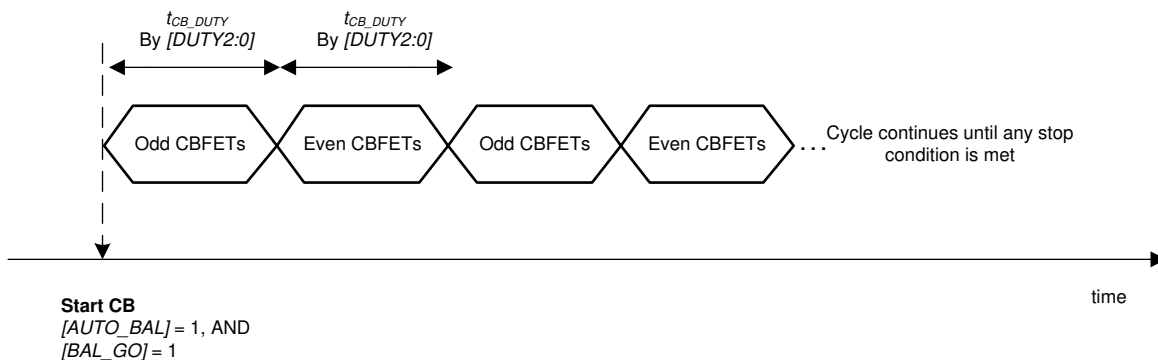 tCB_DUTY
By [DUTY2:0]
tCB_DUTY
By [DUTY2:0]
Odd CBFETs
Even CBFETs
Odd CBFETs
Even CBFETs
... Cycle continues until any stop
condition is met
time
Start CB
[AUTO_BAL] = 1, AND
[BAL_GO] = 1